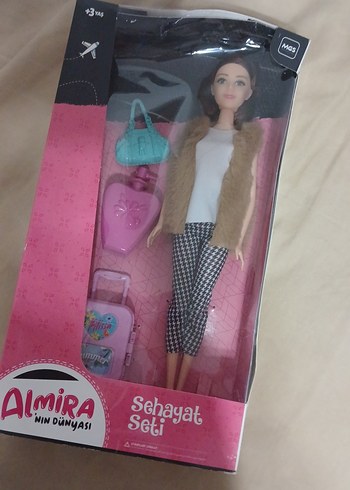 +3 YAŞ
MGS
ALMiRA
'NIN DÜNYASI
Sehayat
Seti